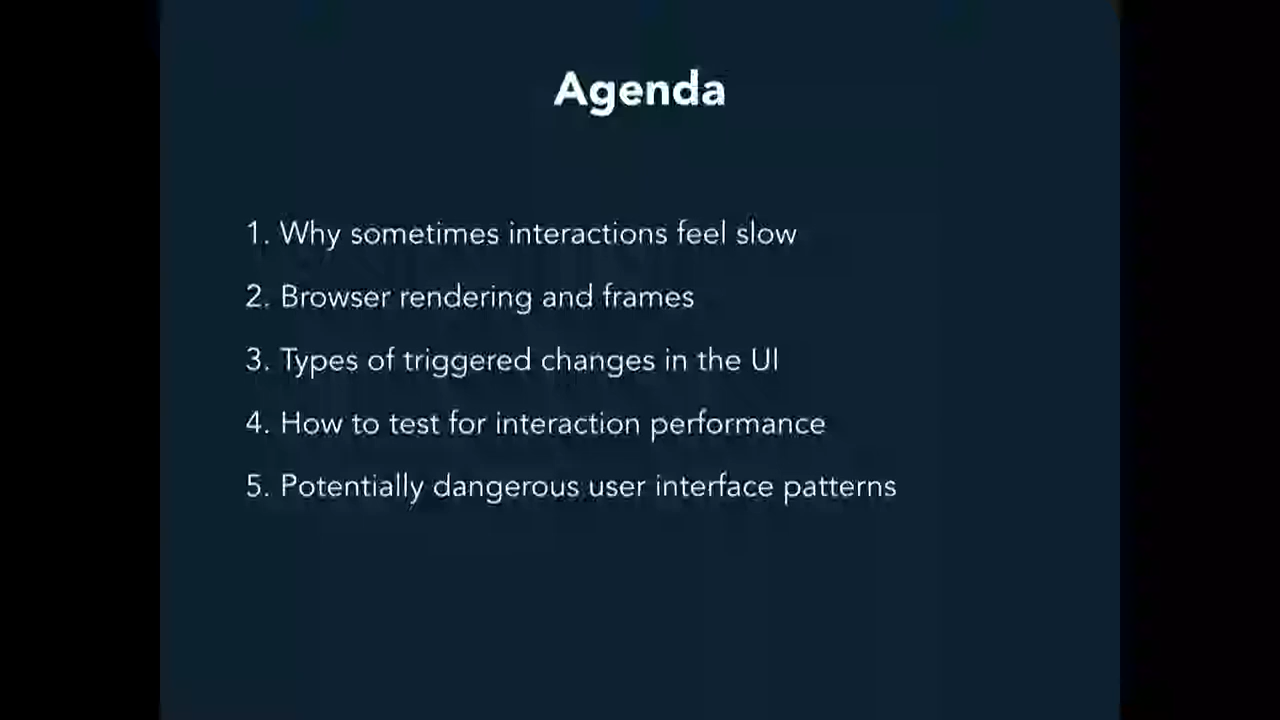 Agenda
1. Why sometimes interactions feel slow
2. Browser rendering and frames
3. Types of triggered changes in the UI
4. How to test for interaction performance
5. Potentially dangerous user interface patterns